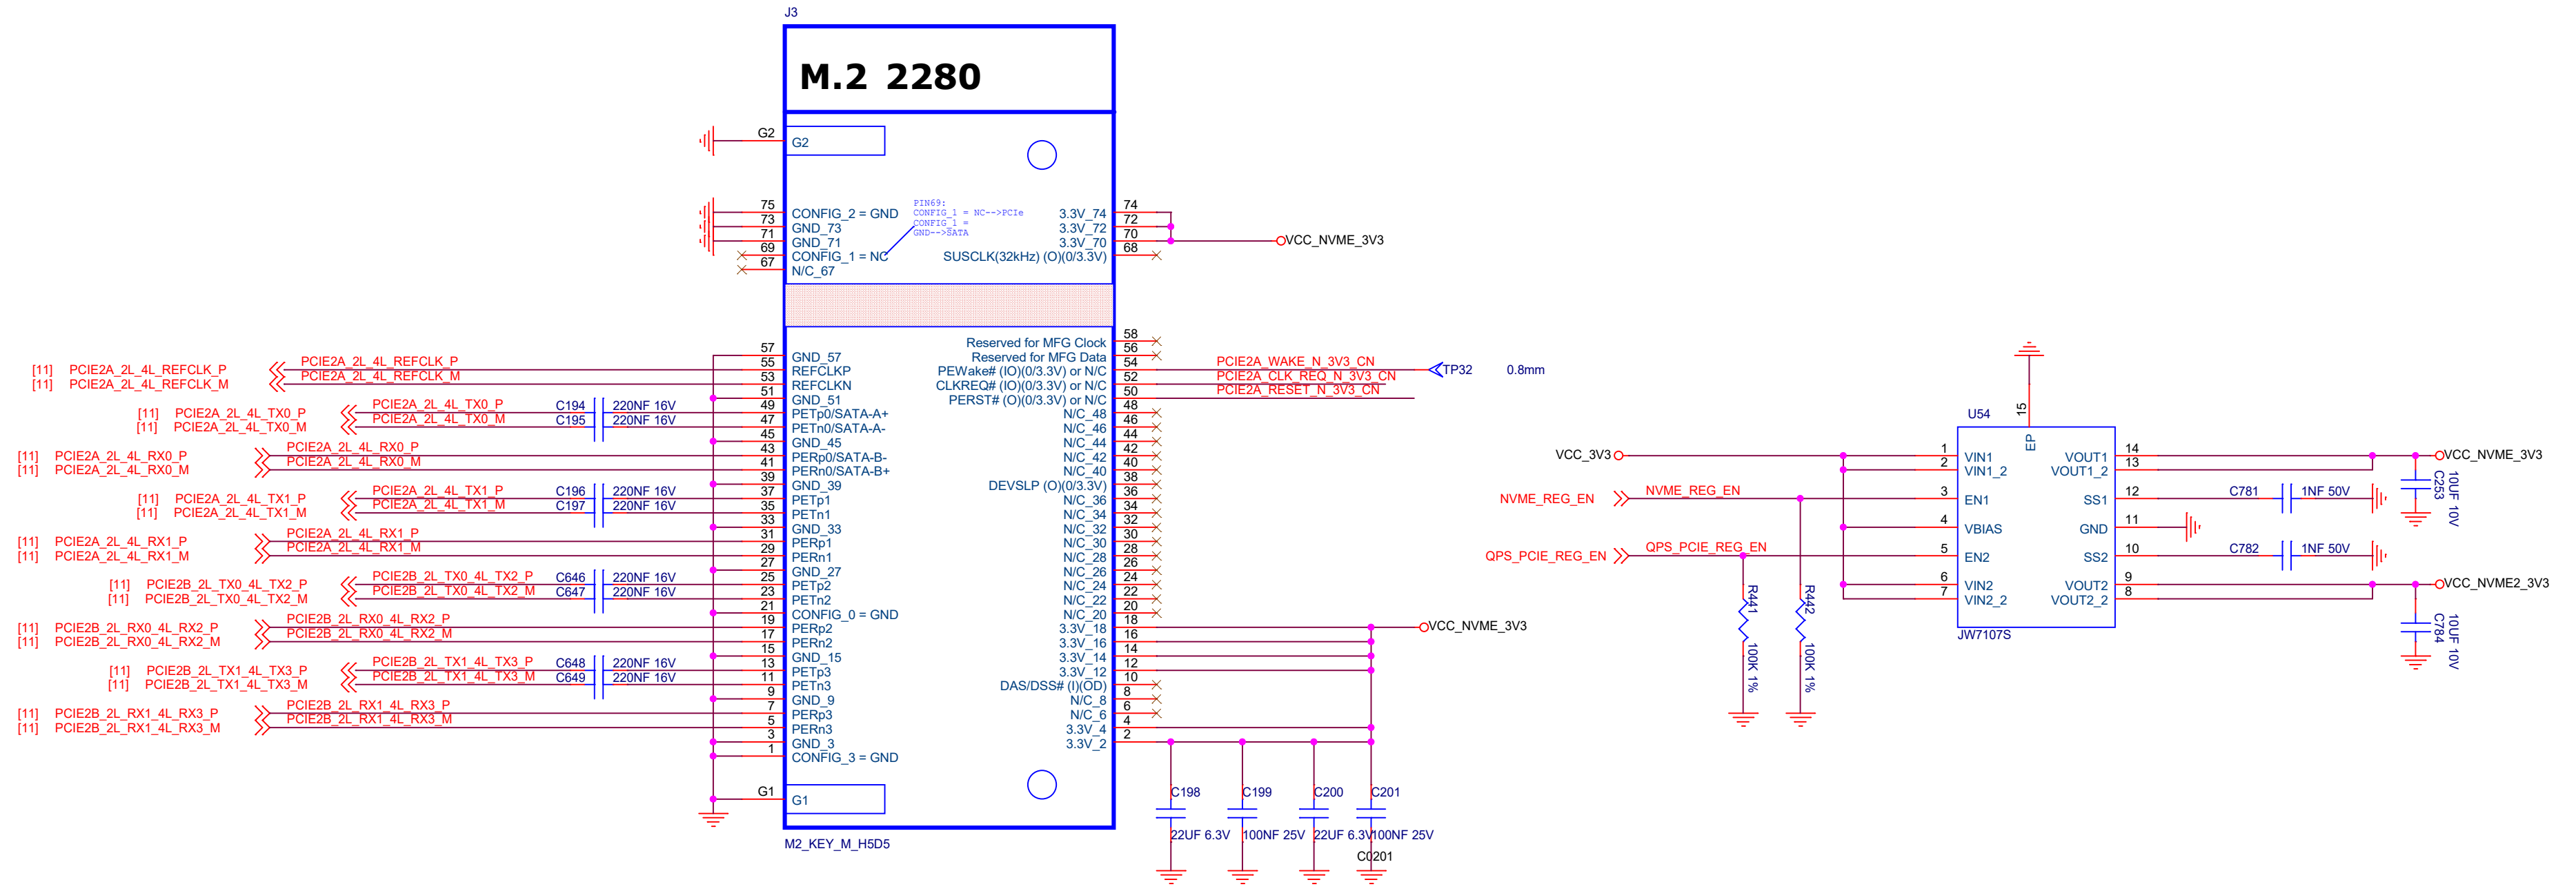 J3
M.2 2280
G2
G2
75
CONFIG_2 = GND
73
GND_73
71
GND_71
69
CONFIG_1 = NC
67
N/C_67
PIN69:
CONFIG_1 = NC-->PCIe
CONFIG_1 =
GND-->SATA
3.3V_74
74
3.3V_72
72
3.3V_70
70
SUSCLK(32kHz) (O)(0/3.3V)
68
VCC_NVME_3V3
[11] PCIE2A_2L_4L_REFCLK_P
PCIE2A_2L_4L_REFCLK_P
[11] PCIE2A_2L_4L_REFCLK_M
PCIE2A_2L_4L_REFCLK_M
[11] PCIE2A_2L_4L_TX0_P
PCIE2A_2L_4L_TX0_P
C194 220NF 16V
[11] PCIE2A_2L_4L_TX0_M
PCIE2A_2L_4L_TX0_M
C195 220NF 16V
[11] PCIE2A_2L_4L_RX0_P
PCIE2A_2L_4L_RX0_P
[11] PCIE2A_2L_4L_RX0_M
PCIE2A_2L_4L_RX0_M
[11] PCIE2A_2L_4L_TX1_P
PCIE2A_2L_4L_TX1_P
C196 220NF 16V
[11] PCIE2A_2L_4L_TX1_M
PCIE2A_2L_4L_TX1_M
C197 220NF 16V
[11] PCIE2A_2L_4L_RX1_P
PCIE2A_2L_4L_RX1_P
[11] PCIE2A_2L_4L_RX1_M
PCIE2A_2L_4L_RX1_M
[11] PCIE2B_2L_TX0_4L_TX2_P
PCIE2B_2L_TX0_4L_TX2_P
C646 220NF 16V
[11] PCIE2B_2L_TX0_4L_TX2_M
PCIE2B_2L_TX0_4L_TX2_M
C647 220NF 16V
[11] PCIE2B_2L_RX0_4L_RX2_P
PCIE2B_2L_RX0_4L_RX2_P
[11] PCIE2B_2L_RX0_4L_RX2_M
PCIE2B_2L_RX0_4L_RX2_M
[11] PCIE2B_2L_TX1_4L_TX3_P
PCIE2B_2L_TX1_4L_TX3_P
C648 220NF 16V
[11] PCIE2B_2L_TX1_4L_TX3_M
PCIE2B_2L_TX1_4L_TX3_M
C649 220NF 16V
[11] PCIE2B_2L_RX1_4L_RX3_P
PCIE2B_2L_RX1_4L_RX3_P
[11] PCIE2B_2L_RX1_4L_RX3_M
PCIE2B_2L_RX1_4L_RX3_M
57
GND_57
55
REFCLKP
53
REFCLKN
51
GND_51
49
PETp0/SATA-A+
47
PETn0/SATA-A-
45
GND_45
43
PERp0/SATA-B-
41
PERn0/SATA-B+
39
GND_39
37
PETp1
35
PETn1
33
GND_33
31
PERp1
29
PERn1
27
GND_27
25
PETp2
23
PETn2
21
CONFIG_0 = GND
19
PERp2
17
PERn2
15
GND_15
13
PETp3
11
PETn3
9
GND_9
7
PERp3
5
PERn3
3
GND_3
1
CONFIG_3 = GND
G1
G1
M2_KEY_M_H5D5
Reserved for MFG Clock
58
Reserved for MFG Data
56
PEWake# (IO)(0/3.3V) or N/C
54
CLKREQ# (IO)(0/3.3V) or N/C
52
PERST# (O)(0/3.3V) or N/C
50
N/C_48
48
N/C_46
46
N/C_44
44
N/C_42
42
N/C_40
40
DEVSLP (O)(0/3.3V)
38
N/C_36
36
N/C_34
34
N/C_32
32
N/C_30
30
N/C_28
28
N/C_26
26
N/C_24
24
N/C_22
22
N/C_20
20
3.3V_18
18
3.3V_16
16
3.3V_14
14
3.3V_12
12
DAS/DSS# (I)(OD)
10
N/C_8
8
N/C_6
6
3.3V_4
4
3.3V_2
2
PCIE2A_WAKE_N_3V3_CN
PCIE2A_CLK_REQ_N_3V3_CN
PCIE2A_RESET_N_3V3_CN
TP32 0.8mm
VCC_NVME_3V3
C198
22UF 6.3V
C199
100NF 25V
C200
22UF 6.3V
C201
100NF 25V
C0201
U54
15
EP
VCC_3V3
NVME_REG_EN
NVME_REG_EN
QPS_PCIE_REG_EN
QPS_PCIE_REG_EN
R441
100K 1%
R442
100K 1%
1
VIN1
2
VIN1_2
3
EN1
4
VBIAS
5
EN2
6
VIN2
7
VIN2_2
VOUT1
14
VOUT1_2
13
SS1
12
GND
11
SS2
10
VOUT2
9
VOUT2_2
8
JW7107S
VCC_NVME_3V3
C253
10UF 10V
C781 1NF 50V
C782 1NF 50V
VCC_NVME2_3V3
C784
10UF 10V